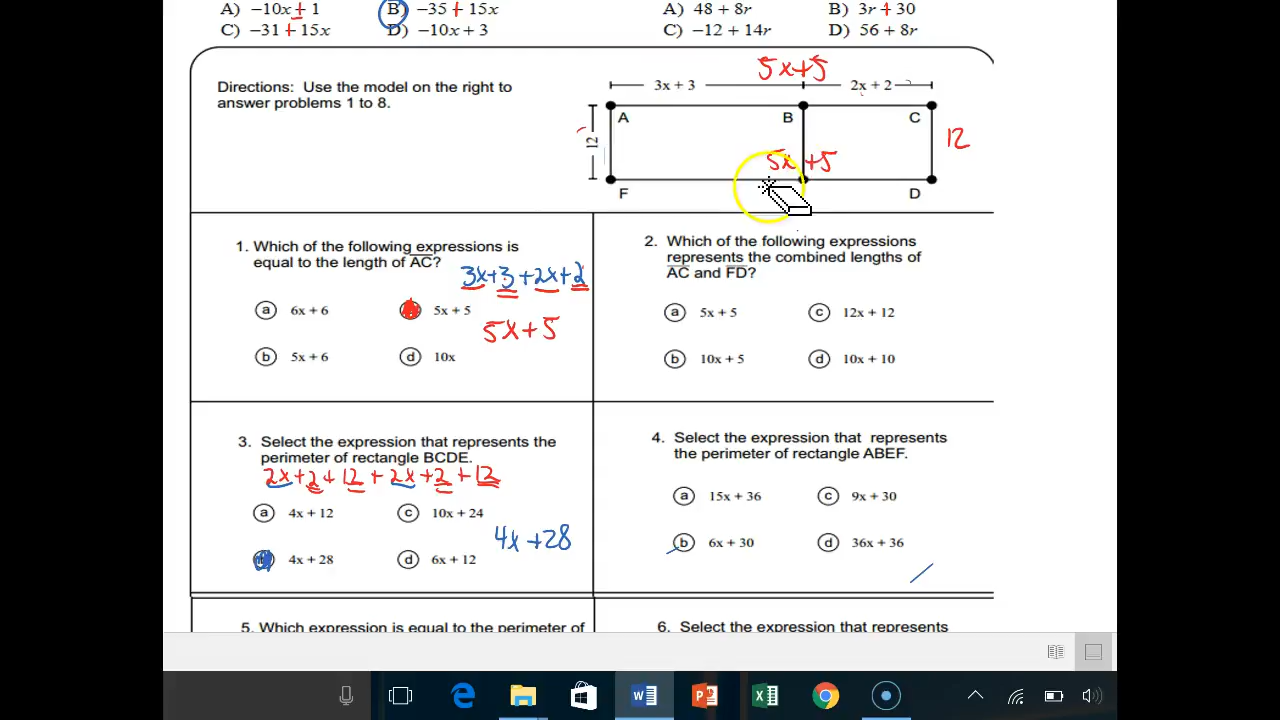 A) −10x + 1
B) −35 + 15x
A) 48 + 8r
B) 3r + 30
C) −31 + 15x
D) −10x + 3
C) −12 + 14r
D) 56 + 8r
Directions: Use the model on the right to
answer problems 1 to 8.
5x+5
3x + 3
2x + 2
A
B
C
12
12
5x+5
F
D
1. Which of the following expressions is
equal to the length of AC?
3x+3+2x+2
a 6x + 6
5x + 5
5x+5
b 5x + 6
d 10x
2. Which of the following expressions
represents the combined lengths of
AC and FD?
a 5x + 5
c 12x + 12
b 10x + 5
d 10x + 10
3. Select the expression that represents the
perimeter of rectangle BCDE.
2x+2+12+2x+2+12
a 4x + 12
c 10x + 24
4x+28
4x + 28
d 6x + 12
4. Select the expression that represents
the perimeter of rectangle ABEF.
a 15x + 36
c 9x + 30
b 6x + 30
d 36x + 36
5. Which expression is equal to the perimeter of
6. Select the expression that represents